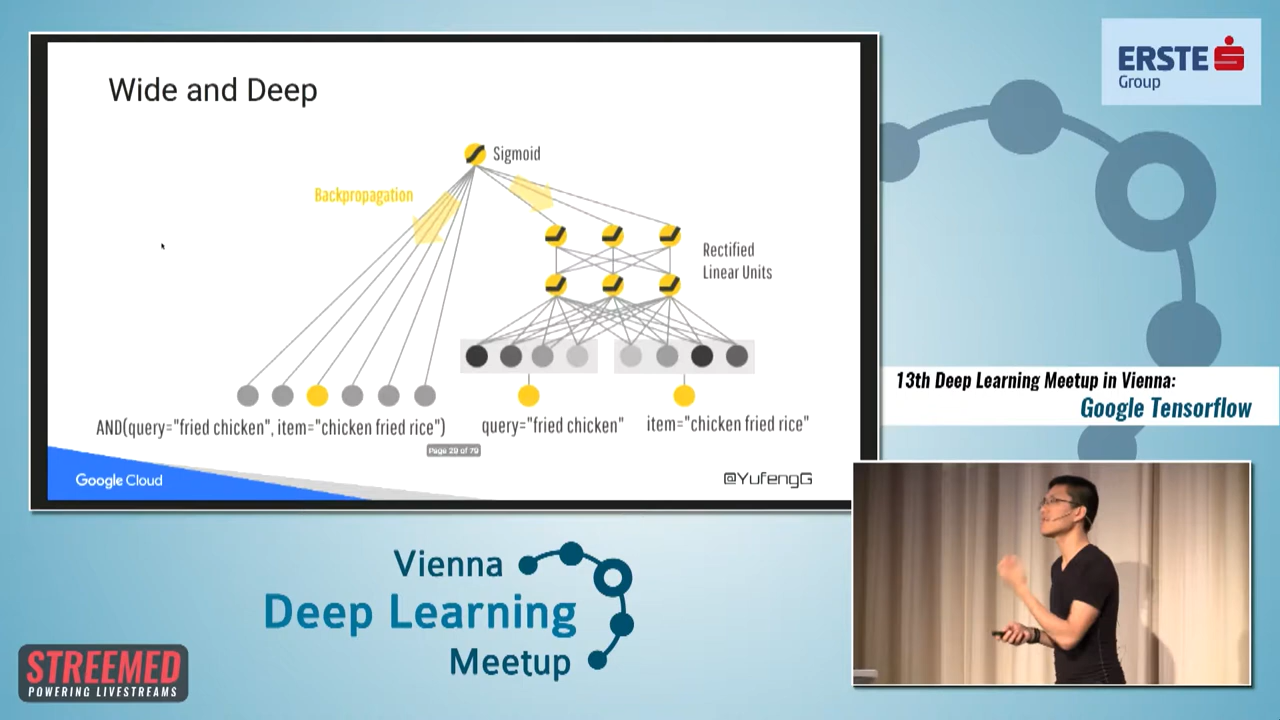 Wide and Deep
Sigmoid
Backpropagation
Rectified
Linear Units
AND(query="fried chicken", item="chicken fried rice")
query="fried chicken"
item="chicken fried rice"
Page 29 of 79
Google Cloud
@YufengG
ERSTE
Group
13th Deep Learning Meetup in Vienna:
Google Tensorflow
Vienna
Deep Learning
Meetup
STREEMED
POWERING LIVESTREAMS